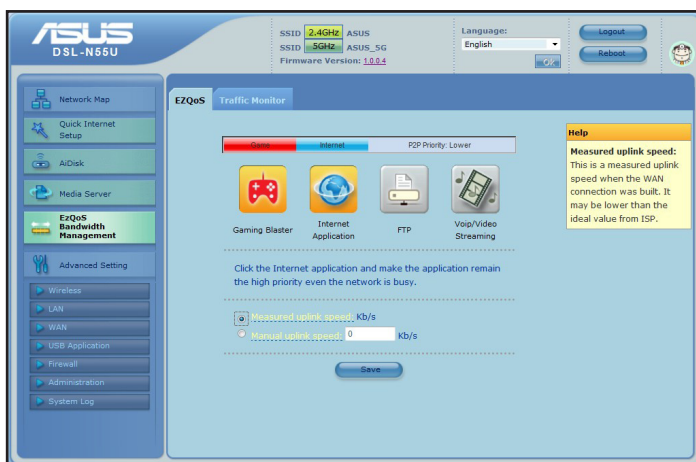 ASUS
DSL-N55U
SSID 2.4GHz ASUS
SSID 5GHz ASUS_5G
Firmware Version: 1.0.0.4
Language:
English
OK
Logout
Reboot
Network Map
Quick Internet
Setup
AiDisk
Media Server
EzQoS
Bandwidth
Management
Advanced Setting
Wireless
LAN
WAN
USB Application
Firewall
Administration
System Log
EZQoS Traffic Monitor
Game Internet P2P Priority: Lower
Gaming Blaster
Internet
Application
FTP
Voip/Video
Streaming
Click the Internet application and make the application remain
the high priority even the network is busy.
Measured uplink speed: Kb/s
Manual uplink speed: 0 Kb/s
Save
Help
Measured uplink speed:
This is a measured uplink
speed when the WAN
connection was built. It
may be lower than the
ideal value from ISP.